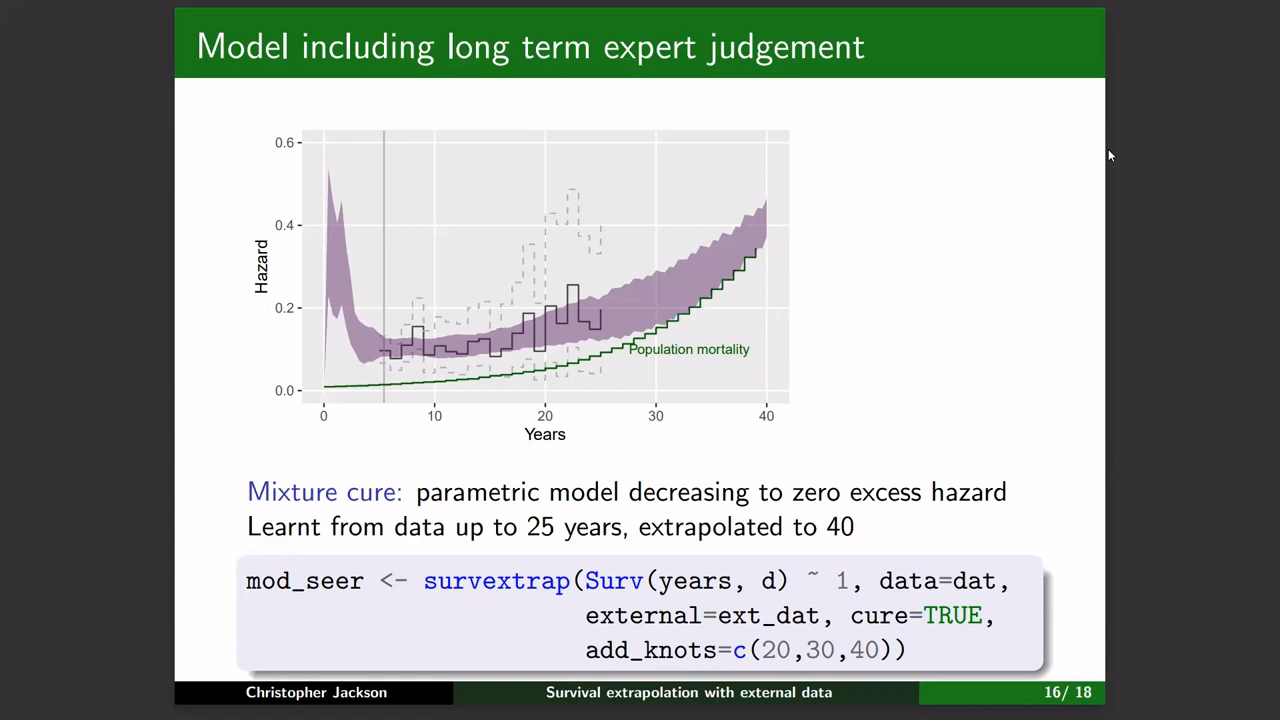 Model including long term expert judgement
0.6
0.4
0.2
0.0
Hazard
Population mortality
0 10 20 30 40
Years
Mixture cure: parametric model decreasing to zero excess hazard
Learnt from data up to 25 years, extrapolated to 40
mod_seer <- survextrap(Surv(years, d) ~ 1, data=dat,
external=ext_dat, cure=TRUE,
add_knots=c(20,30,40))
Christopher Jackson Survival extrapolation with external data 16/ 18